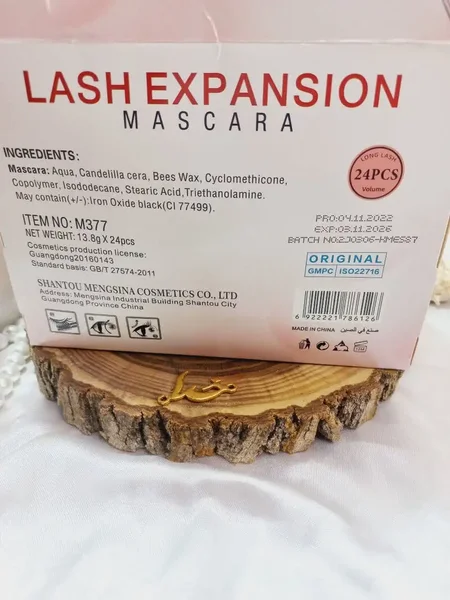 LASH EXPANSION
MASCARA
INGREDIENTS:
Mascara: Aqua, Candelilla cera, Bees Wax, Cyclomethicone,
Copolymer, Isododecane, Stearic Acid,Triethanolamine.
May contain(+/-):Iron Oxide black(CI 77499).
LONG LASH
24PCS
Volume
ITEM NO: M377
NET WEIGHT: 13.8g X 24pcs
Cosmetics production license:
Guangdong20160143
Standard basis: GB/T 27574-2011
PRO:04.11.2022
EXP:03.11.2026
BATCH NO:2J0306-KMES87
ORIGINAL
GMPC ISO22716
SHANTOU MENGSINA COSMETICS CO., LTD
Address: Mengsina Industrial Building Shantou City
Guangdong Province China
6 922221 786126
MADE IN CHINA صنع في الصين